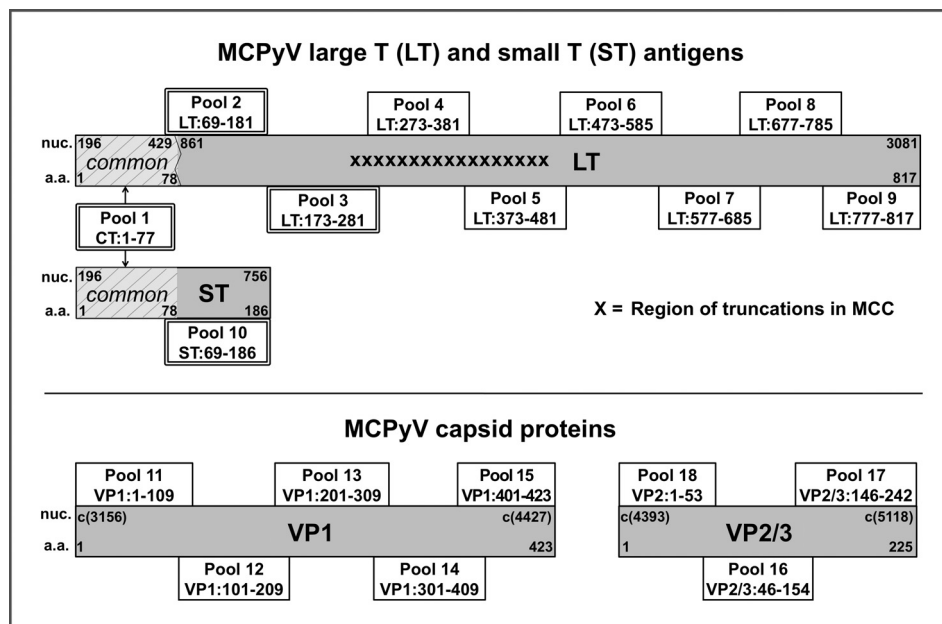 MCPyV large T (LT) and small T (ST) antigens
Pool 2
LT:69-181
Pool 4
LT:273-381
Pool 6
LT:473-585
Pool 8
LT:677-785
nuc. 196 429 861 3081
common xxxxxxxxxxxxxxxxx LT
a.a. 1 78 817
Pool 1
CT:1-77
Pool 3
LT:173-281
Pool 5
LT:373-481
Pool 7
LT:577-685
Pool 9
LT:777-817
nuc. 196 756
common ST
a.a. 1 78 186
X = Region of truncations in MCC
Pool 10
ST:69-186
MCPyV capsid proteins
Pool 11
VP1:1-109
Pool 13
VP1:201-309
Pool 15
VP1:401-423
Pool 18
VP2:1-53
Pool 17
VP2/3:146-242
nuc. c(3156) c(4427) c(4393) c(5118)
VP1 VP2/3
a.a. 1 423 1 225
Pool 12
VP1:101-209
Pool 14
VP1:301-409
Pool 16
VP2/3:46-154